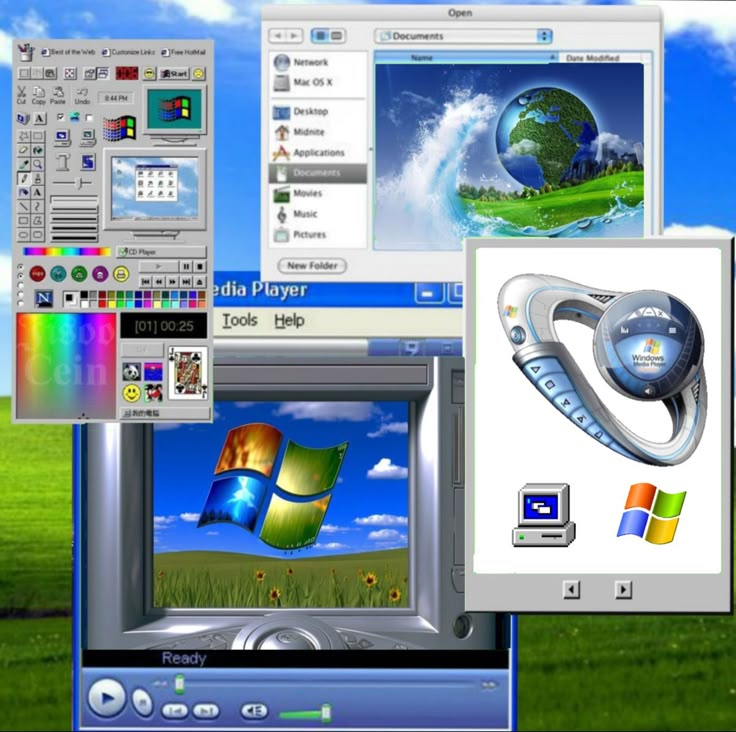 Best of the Web Customize Links Free HotMail
Start
Cut Copy Paste Undo
8:44 PM
A
A
CD Player
N
[01] 00:25
Cein
我的電腦
Open
Documents
Name Date Modified
Network
Mac OS X
Desktop
Midnite
Applications
Documents
Movies
Music
Pictures
New Folder
edia Player
Tools Help
Windows
Media Player
Ready